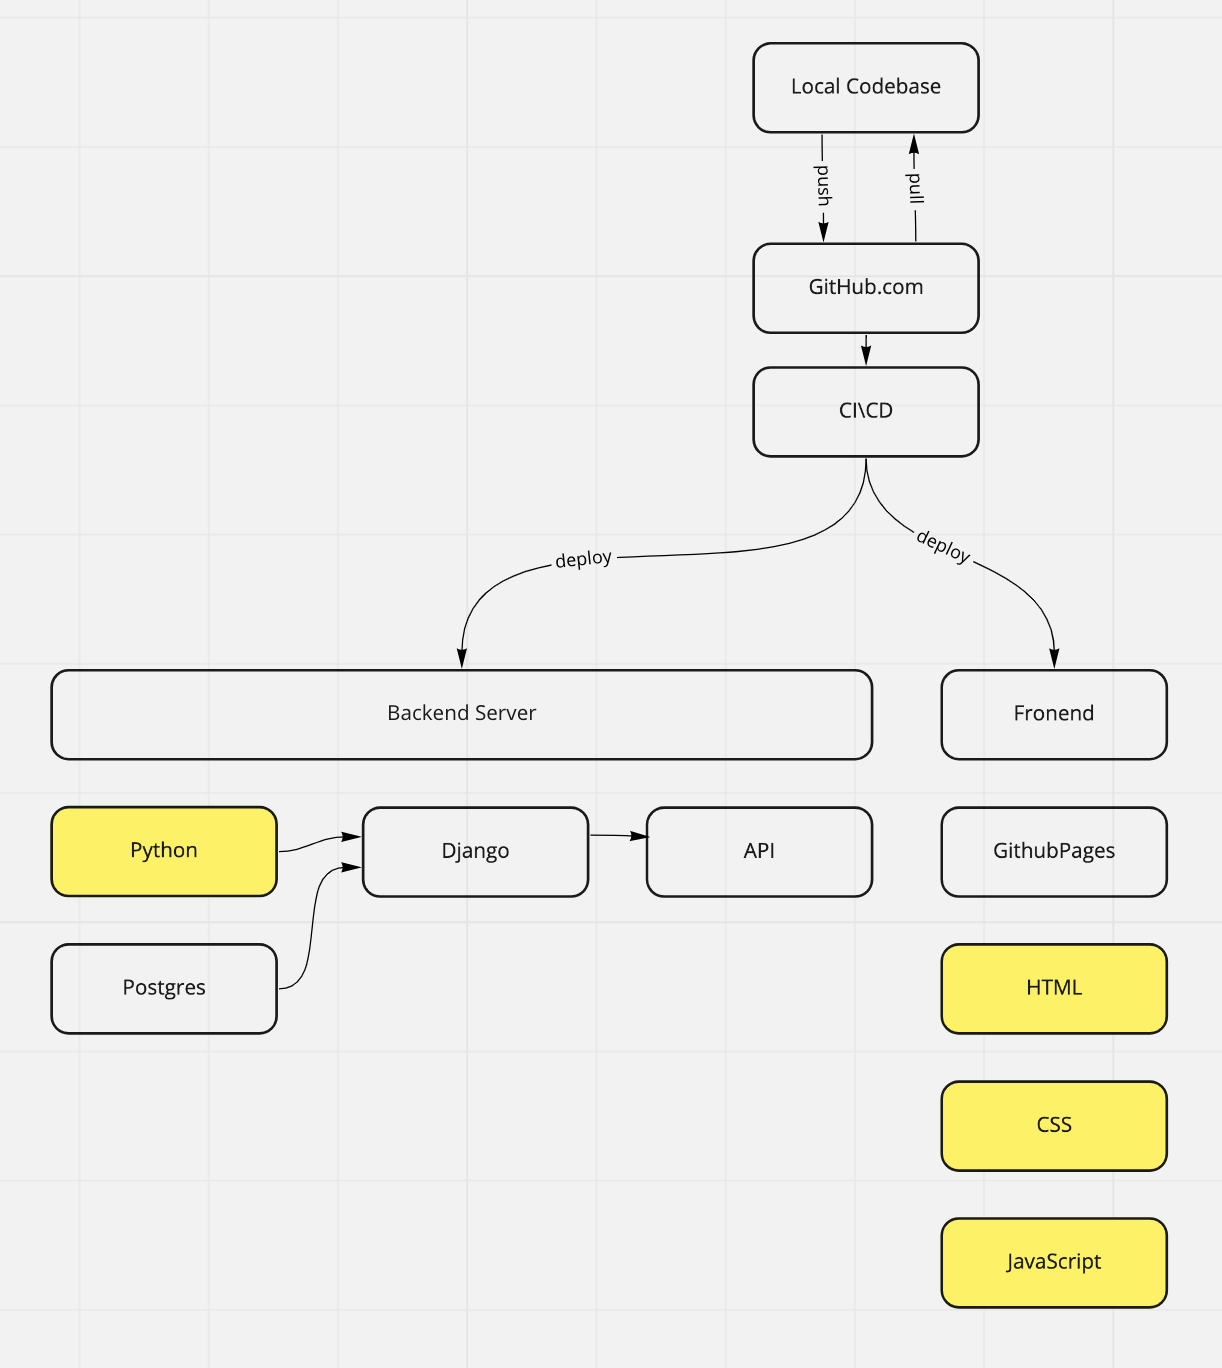 Local Codebase
push
pull
GitHub.com
CI\CD
deploy
deploy
Backend Server
Fronend
Python
Django
API
GithubPages
Postgres
HTML
CSS
JavaScript